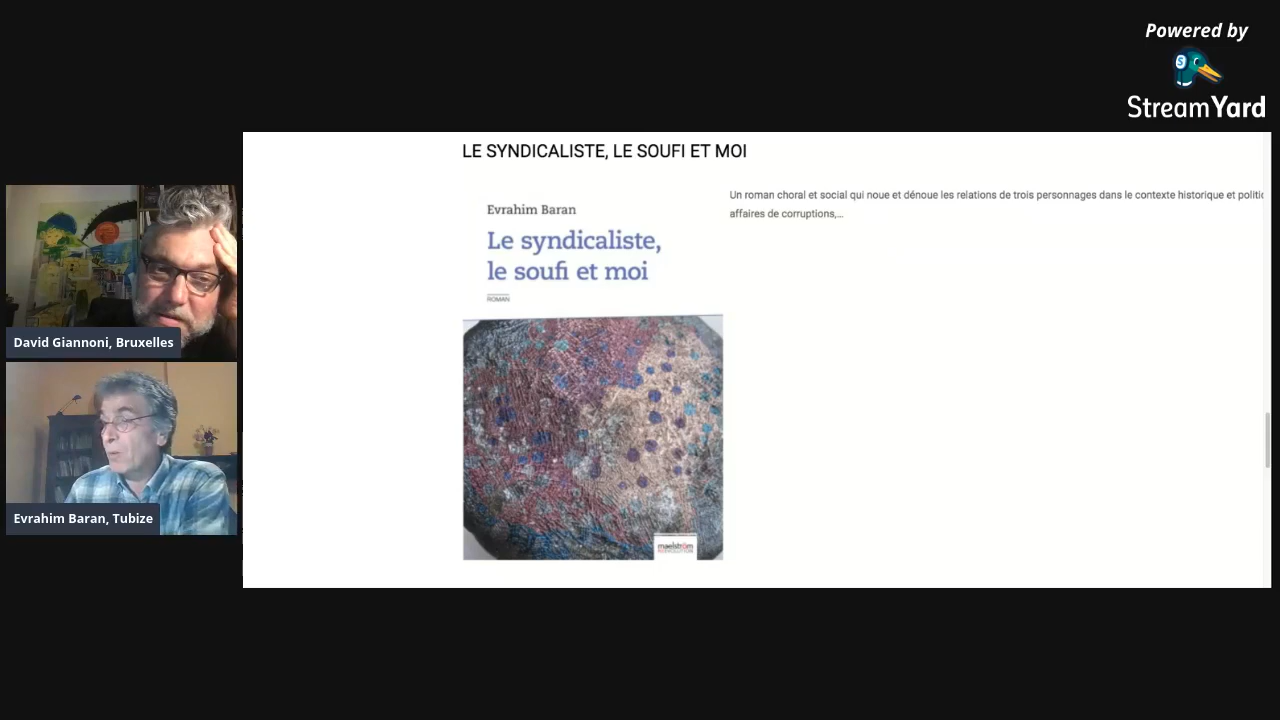 Powered by
StreamYard
LE SYNDICALISTE, LE SOUFI ET MOI
Un roman choral et social qui noue et dénoue les relations de trois personnages dans le contexte historique et politi
affaires de corruptions,...
Evrahim Baran
Le syndicaliste,
le soufi et moi
ROMAN
maelström
David Giannoni, Bruxelles
Evrahim Baran, Tubize